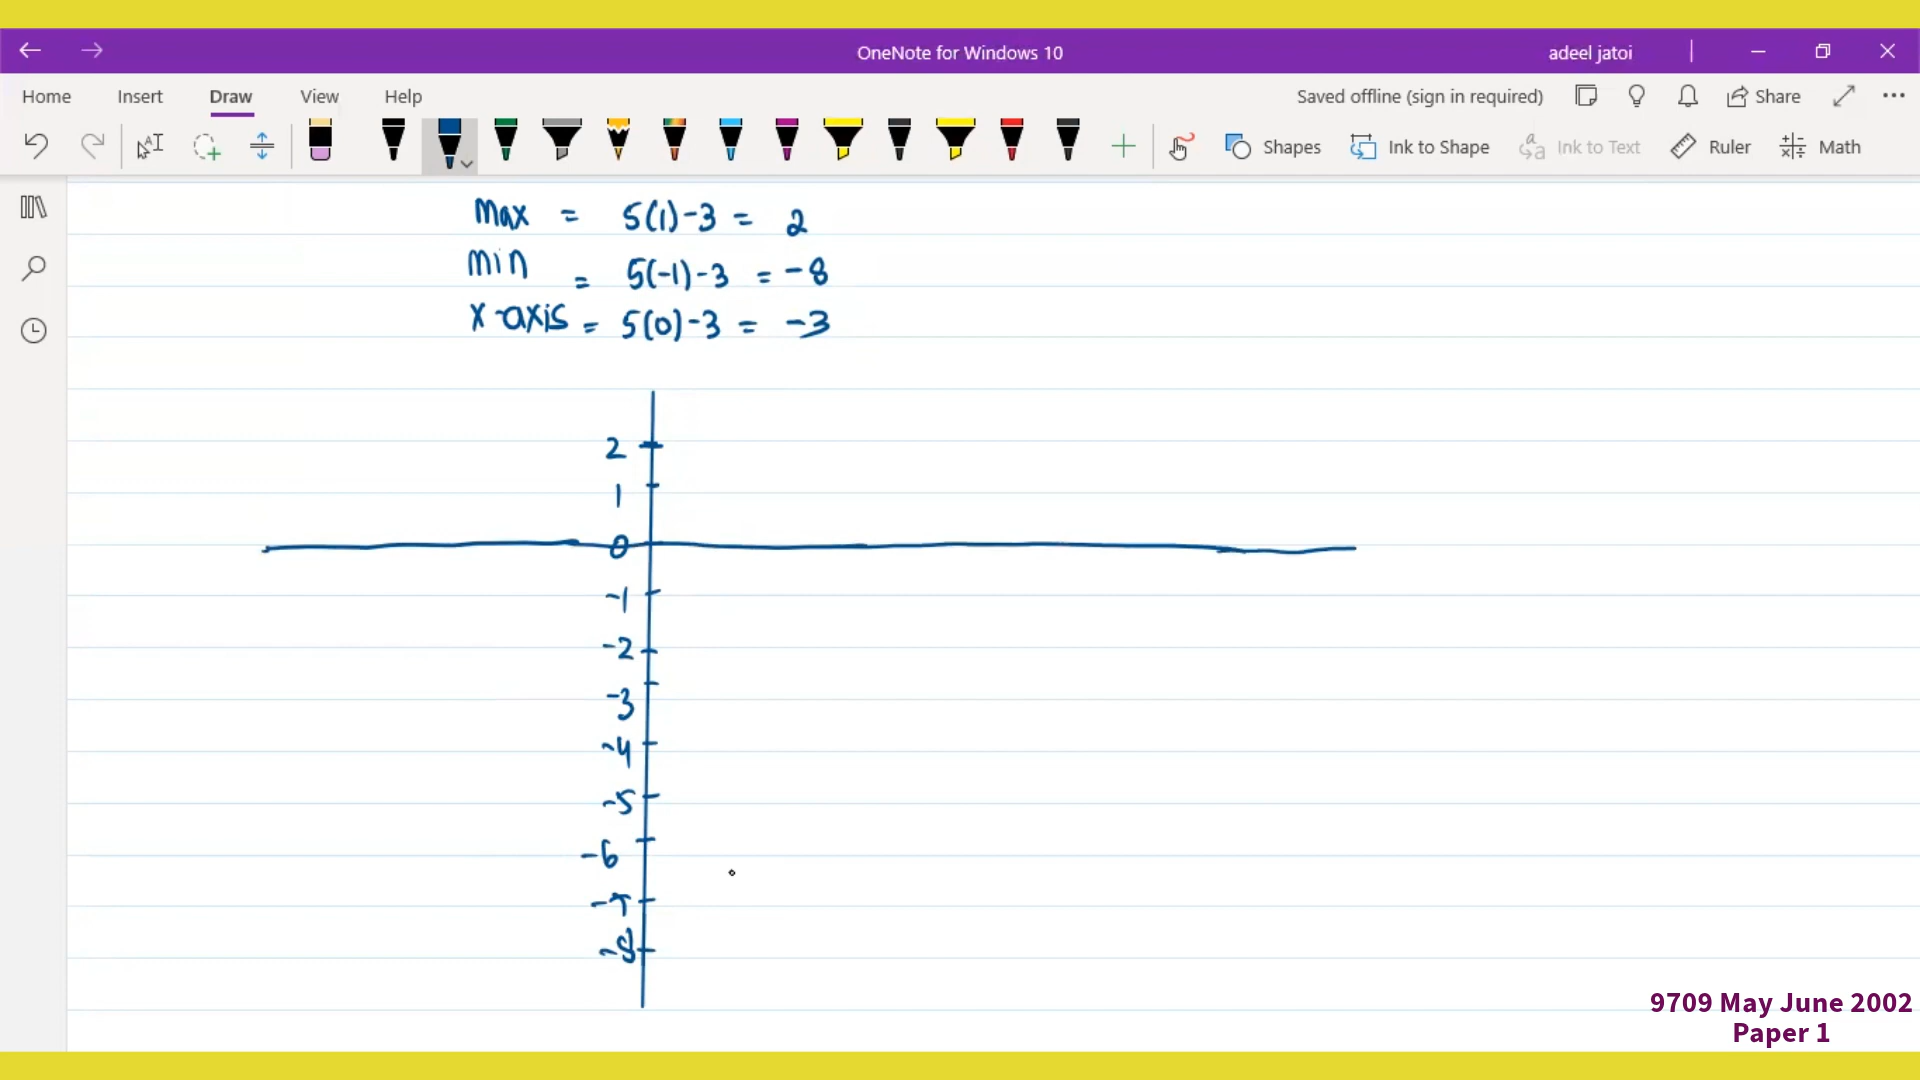 OneNote for Windows 10
adeel jatoi
Home Insert Draw View Help
Saved offline (sign in required)
Share
Shapes Ink to Shape Ink to Text Ruler Math
Max = 5(1)-3 = 2
Min = 5(-1)-3 = -8
X-axis = 5(0)-3 = -3
2
1
0
-1
-2
-3
-4
-5
-6
-7
-8
9709 May June 2002
Paper 1